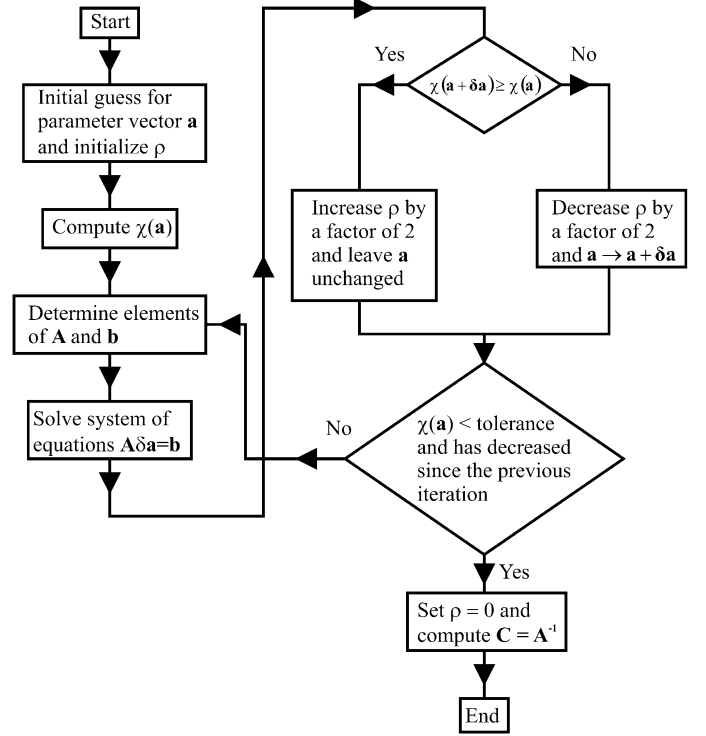 Start
Initial guess for
parameter vector a
and initialize ρ
Compute χ(a)
Determine elements
of A and b
Solve system of
equations Aδa=b
χ(a + δa) ≥ χ(a)
Yes
No
Increase ρ by
a factor of 2
and leave a
unchanged
Decrease ρ by
a factor of 2
and a → a + δa
χ(a) < tolerance
and has decreased
since the previous
iteration
No
Yes
Set ρ = 0 and
compute C = A⁻¹
End